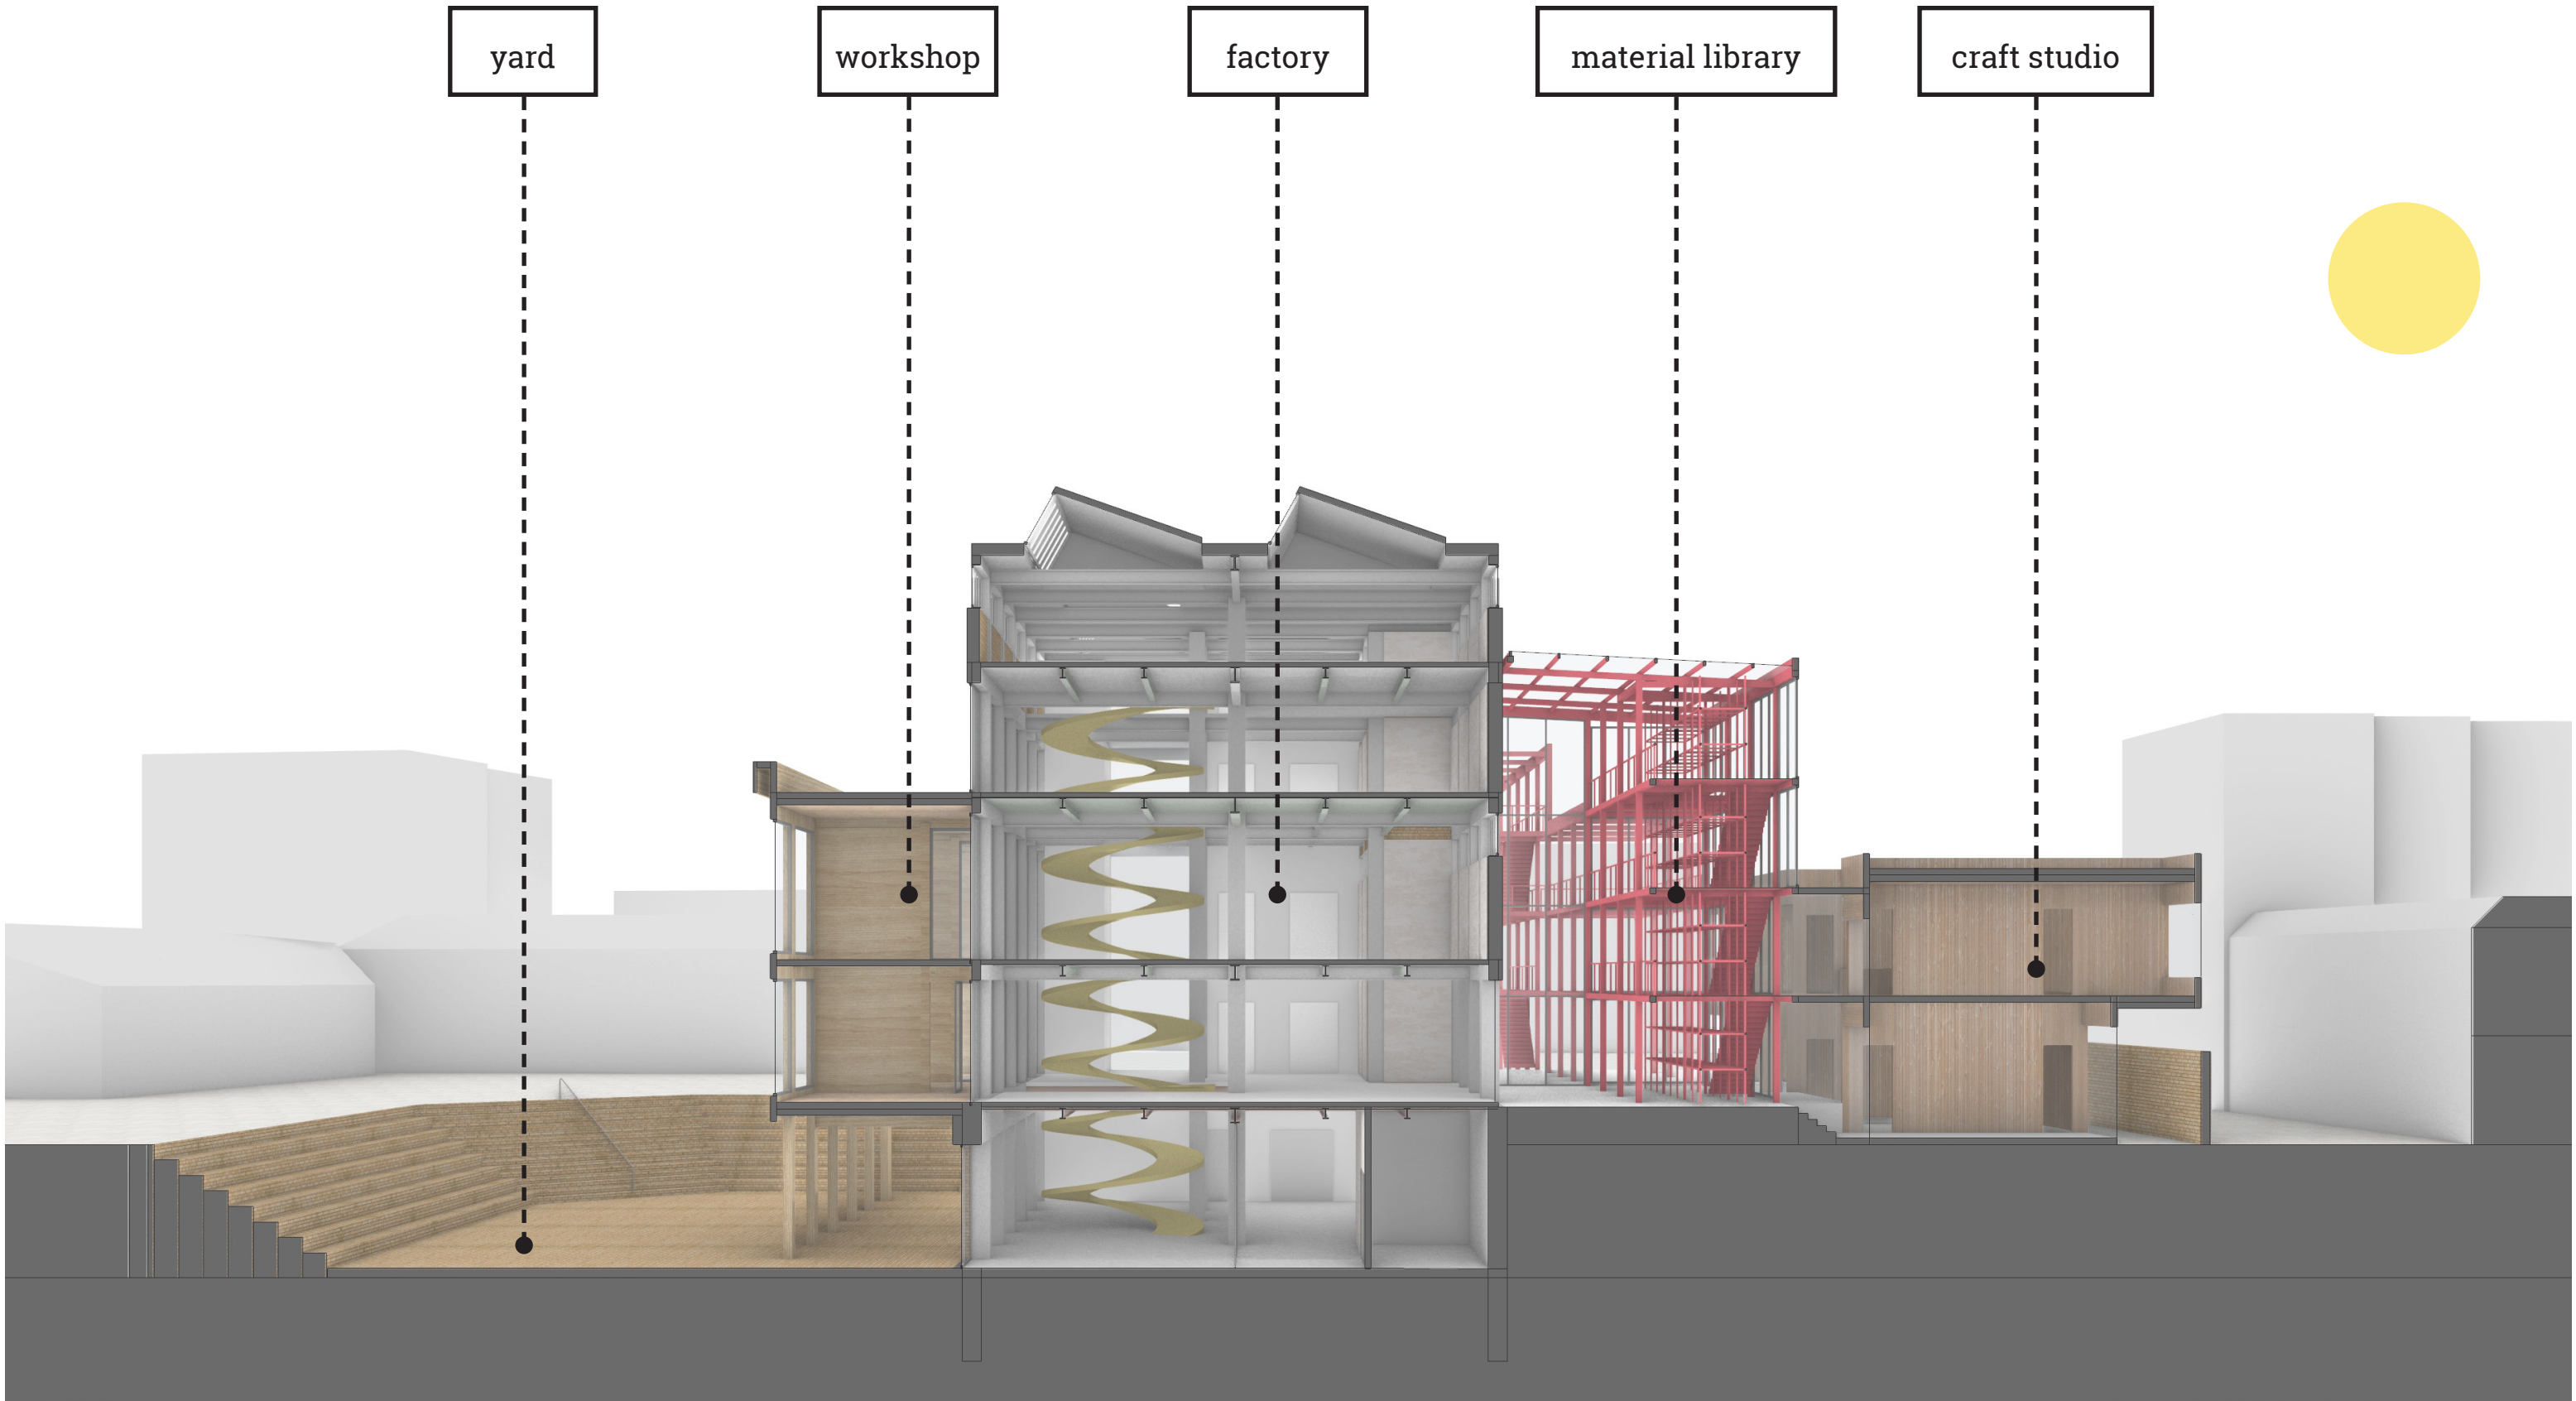 yard
workshop
factory
material library
craft studio